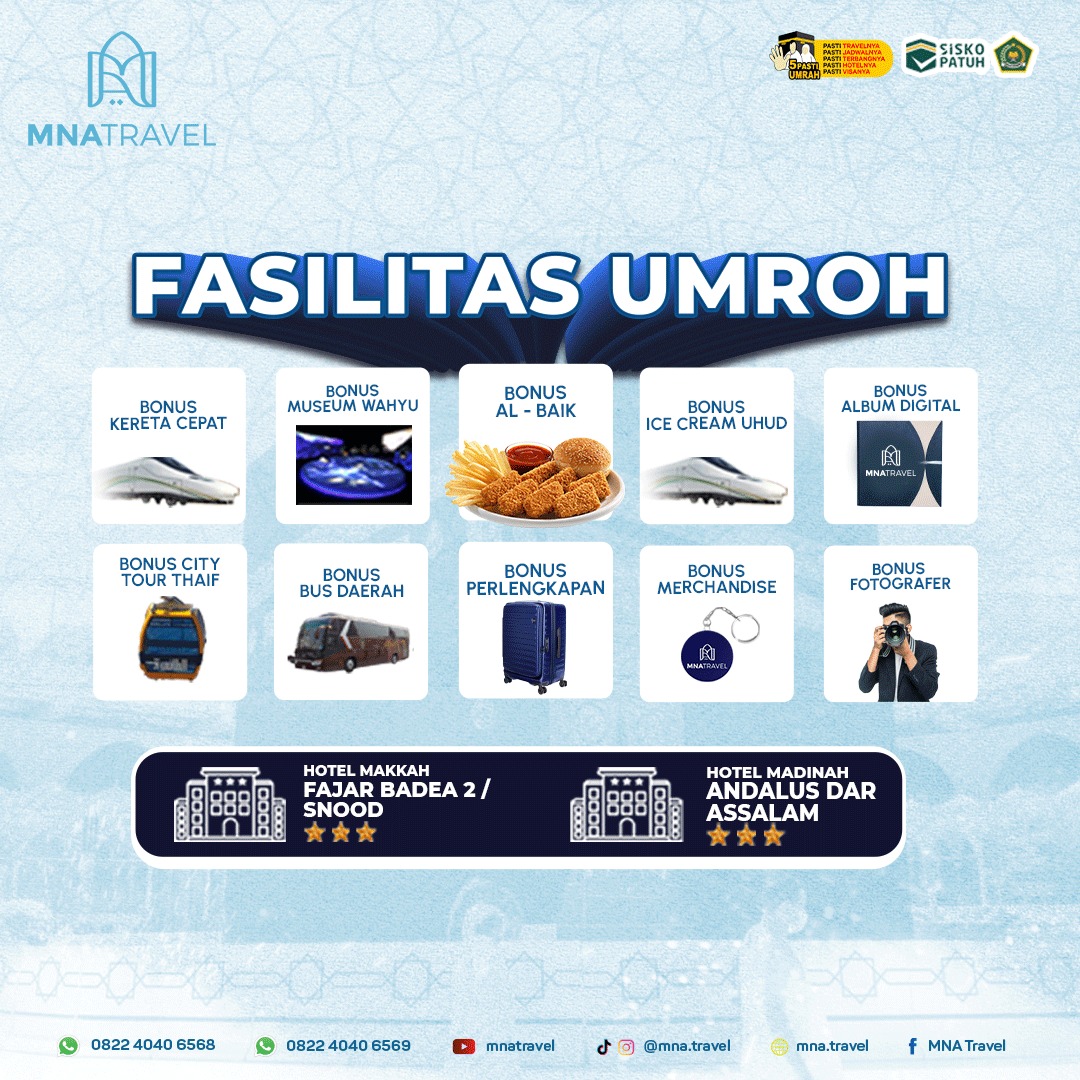 MNATRAVEL
5 PASTI
UMRAH
PASTI TRAVELNYA
PASTI JADWALNYA
PASTI TERBANGNYA
PASTI HOTELNYA
PASTI VISANYA
SISKO
PATUH
FASILITAS UMROH
BONUS
KERETA CEPAT
BONUS
MUSEUM WAHYU
BONUS
AL - BAIK
BONUS
ICE CREAM UHUD
BONUS
ALBUM DIGITAL
MNATRAVEL
BONUS CITY
TOUR THAIF
BONUS
BUS DAERAH
BONUS
PERLENGKAPAN
BONUS
MERCHANDISE
MNATRAVEL
BONUS
FOTOGRAFER
HOTEL MAKKAH
FAJAR BADEA 2 /
SNOOD
HOTEL MADINAH
ANDALUS DAR
ASSALAM
0822 4040 6568
0822 4040 6569
mnatravel
@mna.travel
mna.travel
MNA Travel